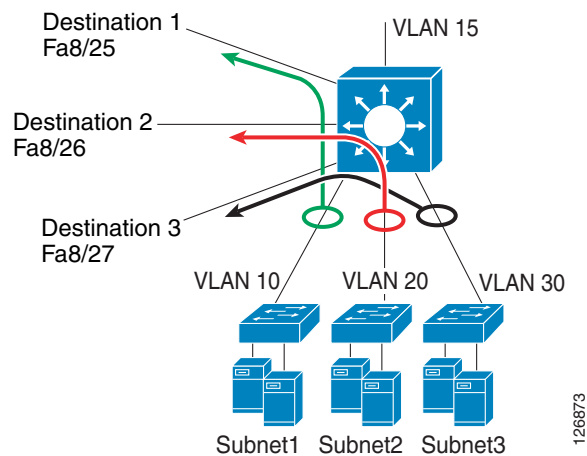 Destination 1
Fa8/25
VLAN 15
Destination 2
Fa8/26
Destination 3
Fa8/27
VLAN 10
VLAN 20
VLAN 30
Subnet1
Subnet2
Subnet3
126873